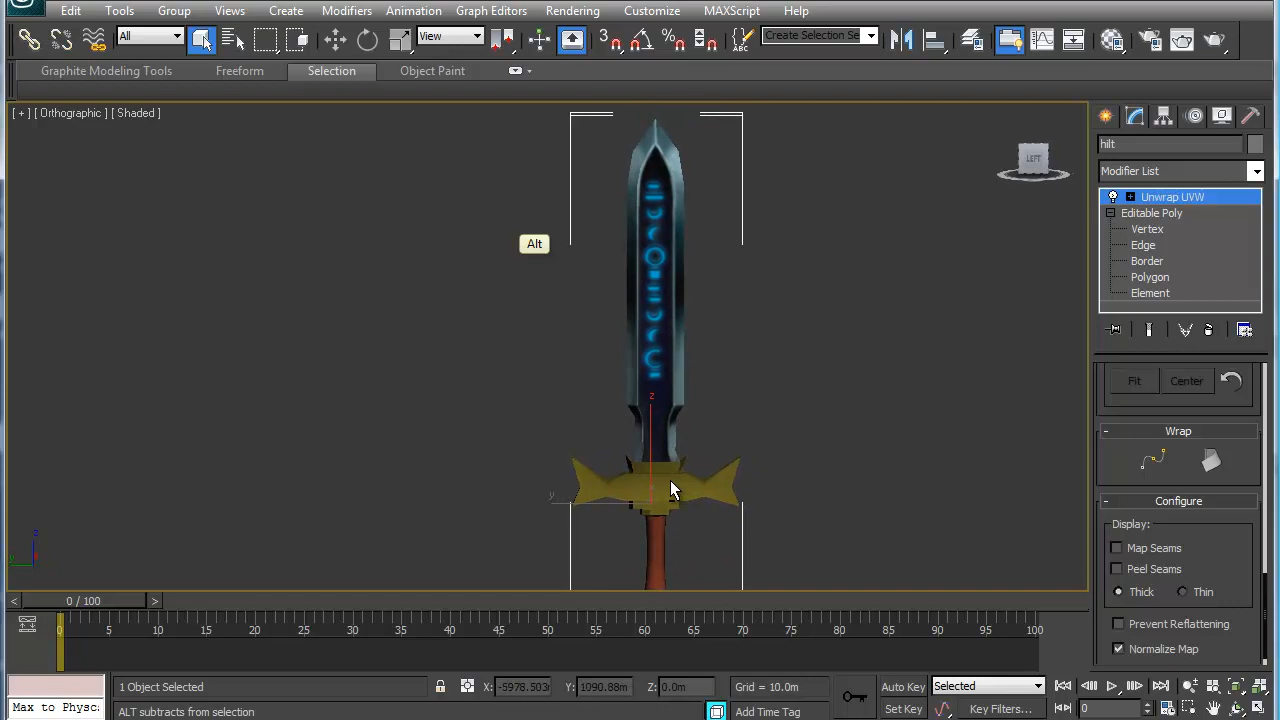 Edit Tools Group Views Create Modifiers Animation Graph Editors Rendering Customize MAXScript Help
All View 3 Create Selection Se
Graphite Modeling Tools Freeform Selection Object Paint
[ + ] [ Orthographic ] [ Shaded ]
LEFT
hilt
Modifier List
Unwrap UVW
Editable Poly
Vertex
Edge
Border
Polygon
Element
Alt
z
y
z
Fit Center
- Wrap
- Configure
Display:
Map Seams
Peel Seams
Thick Thin
Prevent Reflattening
Normalize Map
< 0 / 100 >
0 5 10 15 20 25 30 35 40 45 50 55 60 65 70 75 80 85 90 95 100
1 Object Selected X: -5978.503m Y: 1090.88m Z: 0.0m Grid = 10.0m Auto Key Selected
Max to Physca ALT subtracts from selection Add Time Tag Set Key Key Filters... 0